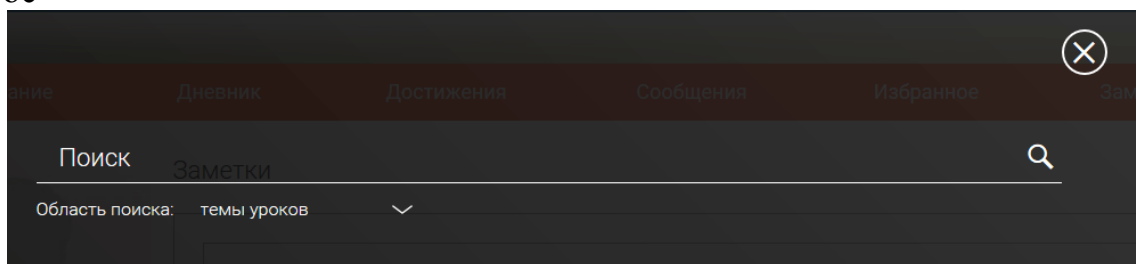 ание Дневник Достижения Сообщения Избранное Зам
Поиск
Заметки
Область поиска: темы уроков